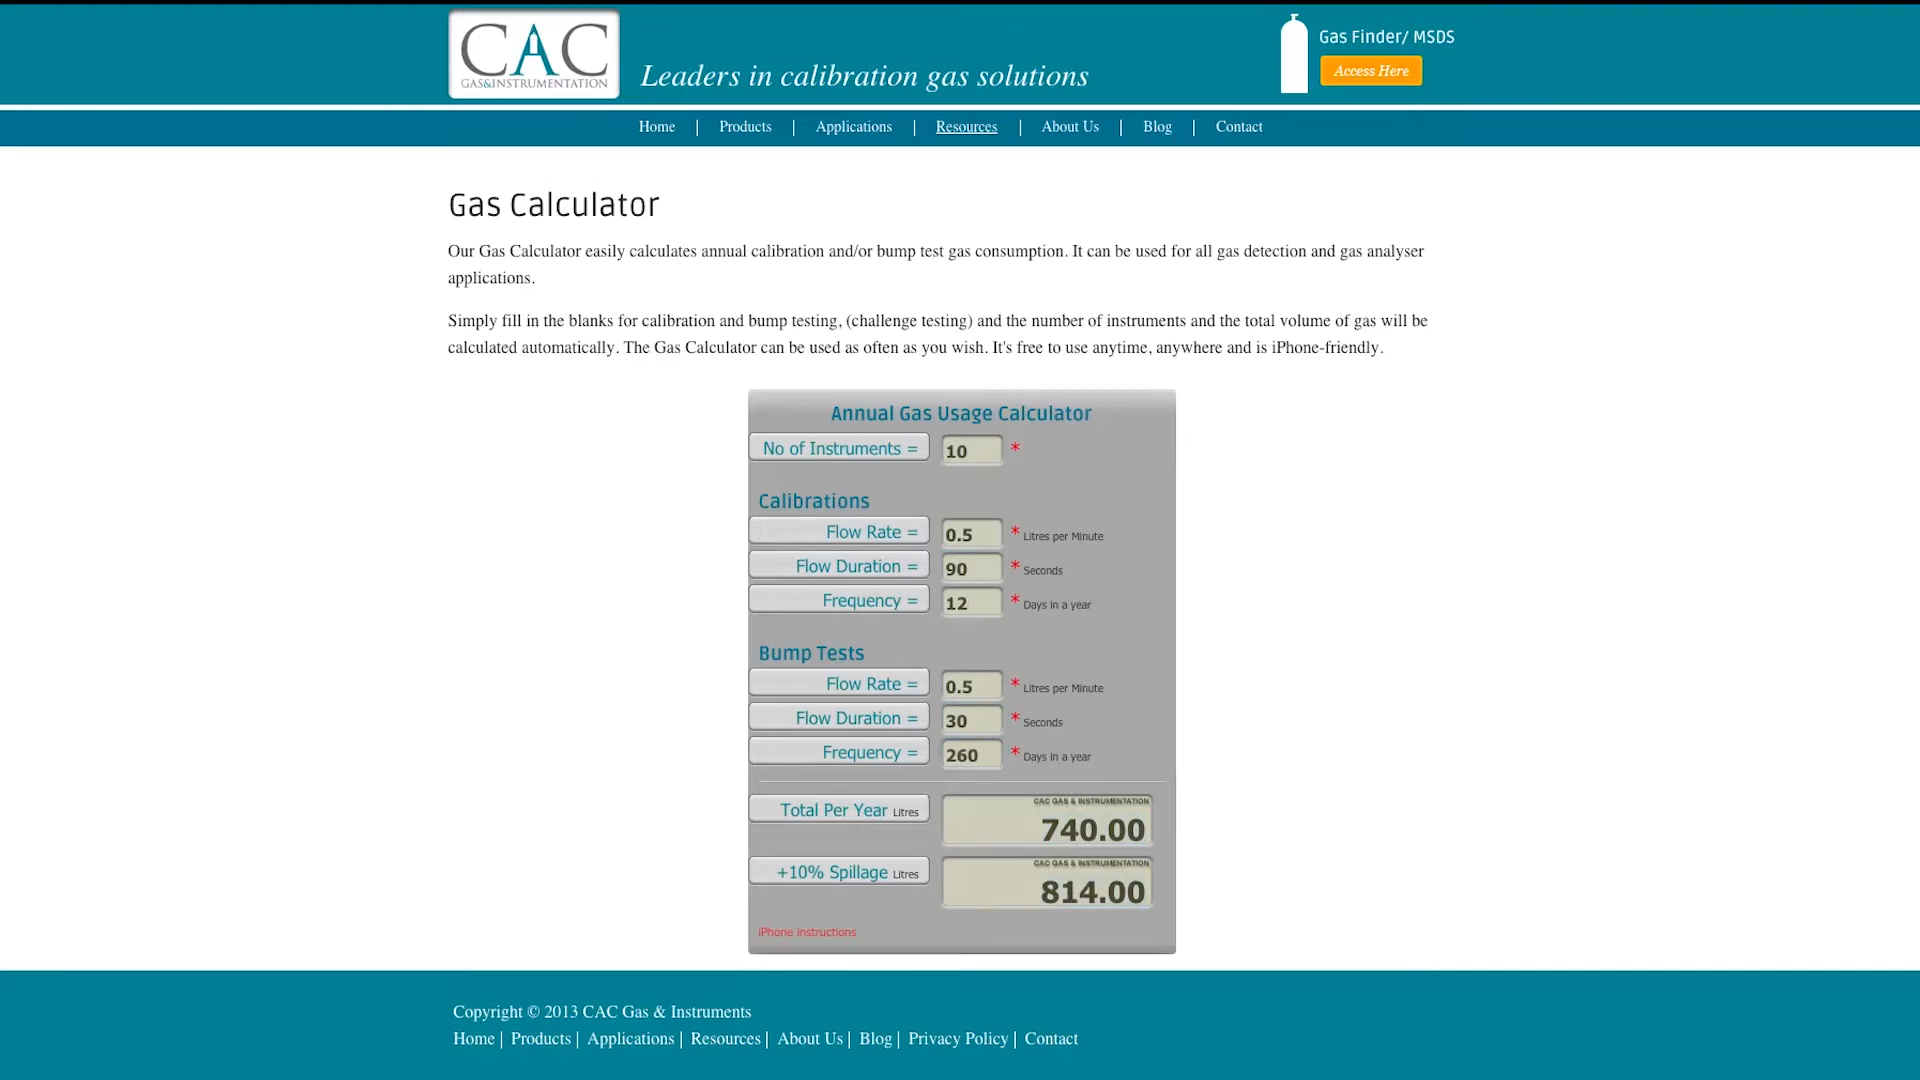 CAC
GAS&INSTRUMENTATION
Leaders in calibration gas solutions
Gas Finder/ MSDS
Access Here
Home | Products | Applications | Resources | About Us | Blog | Contact
Gas Calculator
Our Gas Calculator easily calculates annual calibration and/or bump test gas consumption. It can be used for all gas detection and gas analyser
applications.
Simply fill in the blanks for calibration and bump testing, (challenge testing) and the number of instruments and the total volume of gas will be
calculated automatically. The Gas Calculator can be used as often as you wish. It's free to use anytime, anywhere and is iPhone-friendly.
Annual Gas Usage Calculator
No of Instruments = 10 *
Calibrations
Flow Rate = 0.5 * Litres per Minute
Flow Duration = 90 * Seconds
Frequency = 12 * Days in a year
Bump Tests
Flow Rate = 0.5 * Litres per Minute
Flow Duration = 30 * Seconds
Frequency = 260 * Days in a year
CAC GAS & INSTRUMENTATION
Total Per Year Litres 740.00
CAC GAS & INSTRUMENTATION
+10% Spillage Litres 814.00
iPhone instructions
Copyright © 2013 CAC Gas & Instruments
Home | Products | Applications | Resources | About Us | Blog | Privacy Policy | Contact